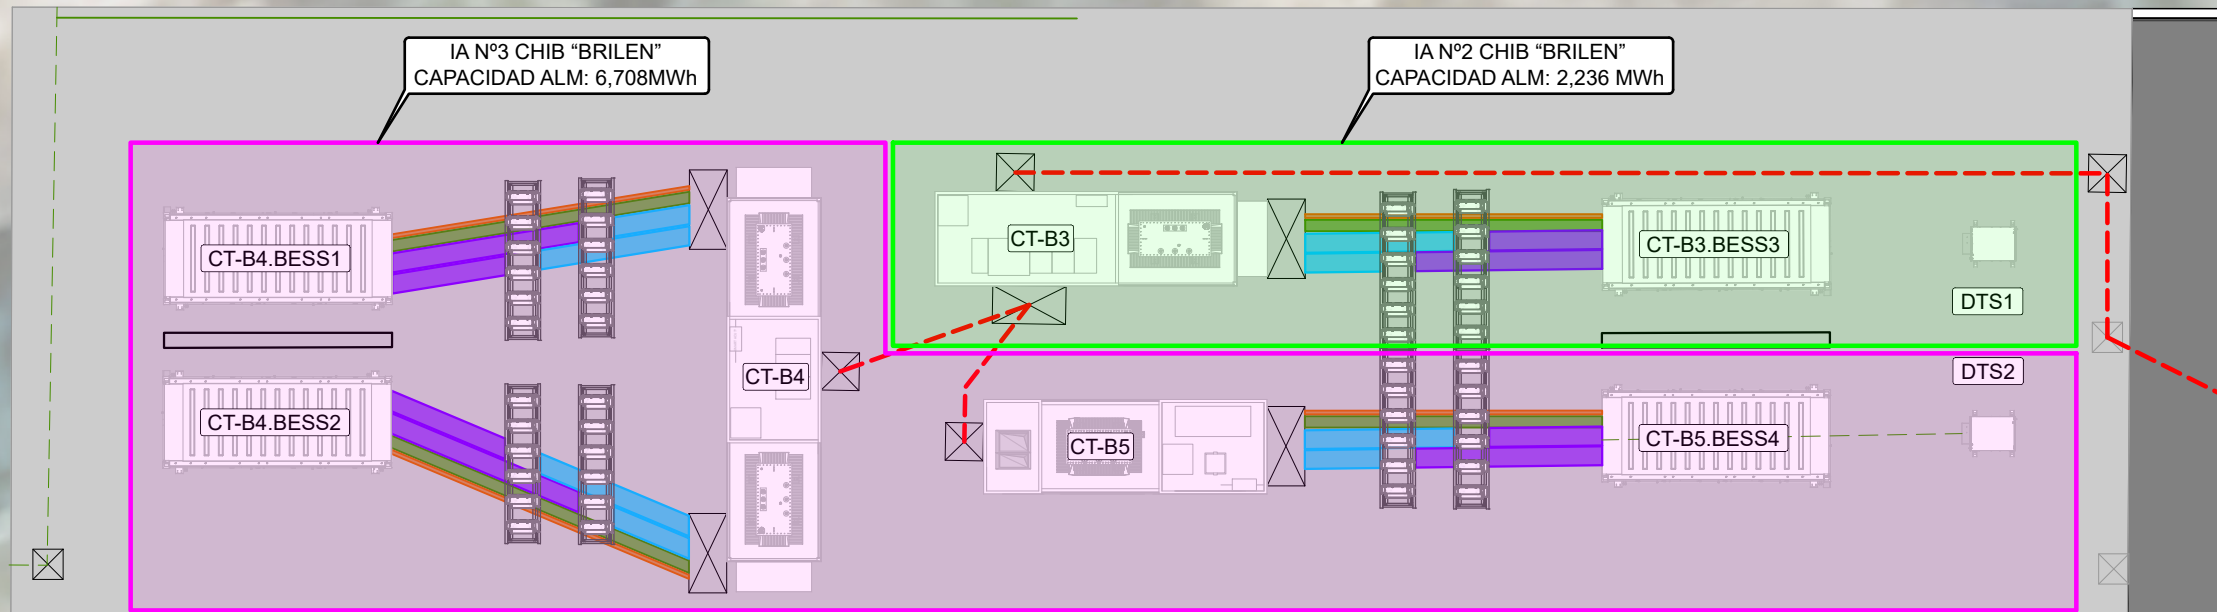 IA Nº3 CHIB “BRILEN”
CAPACIDAD ALM: 6,708MWh
IA Nº2 CHIB “BRILEN”
CAPACIDAD ALM: 2,236 MWh
CT-B4.BESS1
CT-B3
CT-B3.BESS3
DTS1
CT-B4
DTS2
CT-B4.BESS2
CT-B5
CT-B5.BESS4